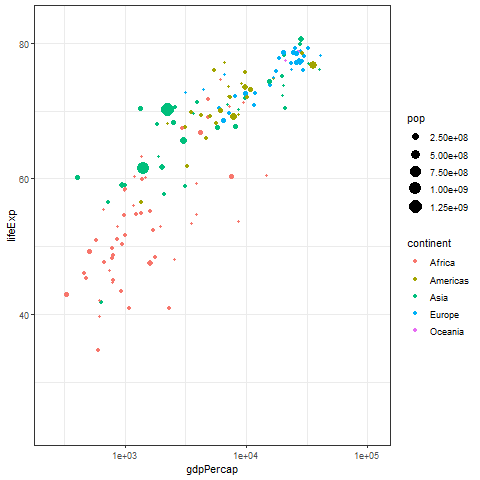 80
60
40
lifeExp
1e+03
1e+04
1e+05
gdpPercap
pop
2.50e+08
5.00e+08
7.50e+08
1.00e+09
1.25e+09
continent
Africa
Americas
Asia
Europe
Oceania